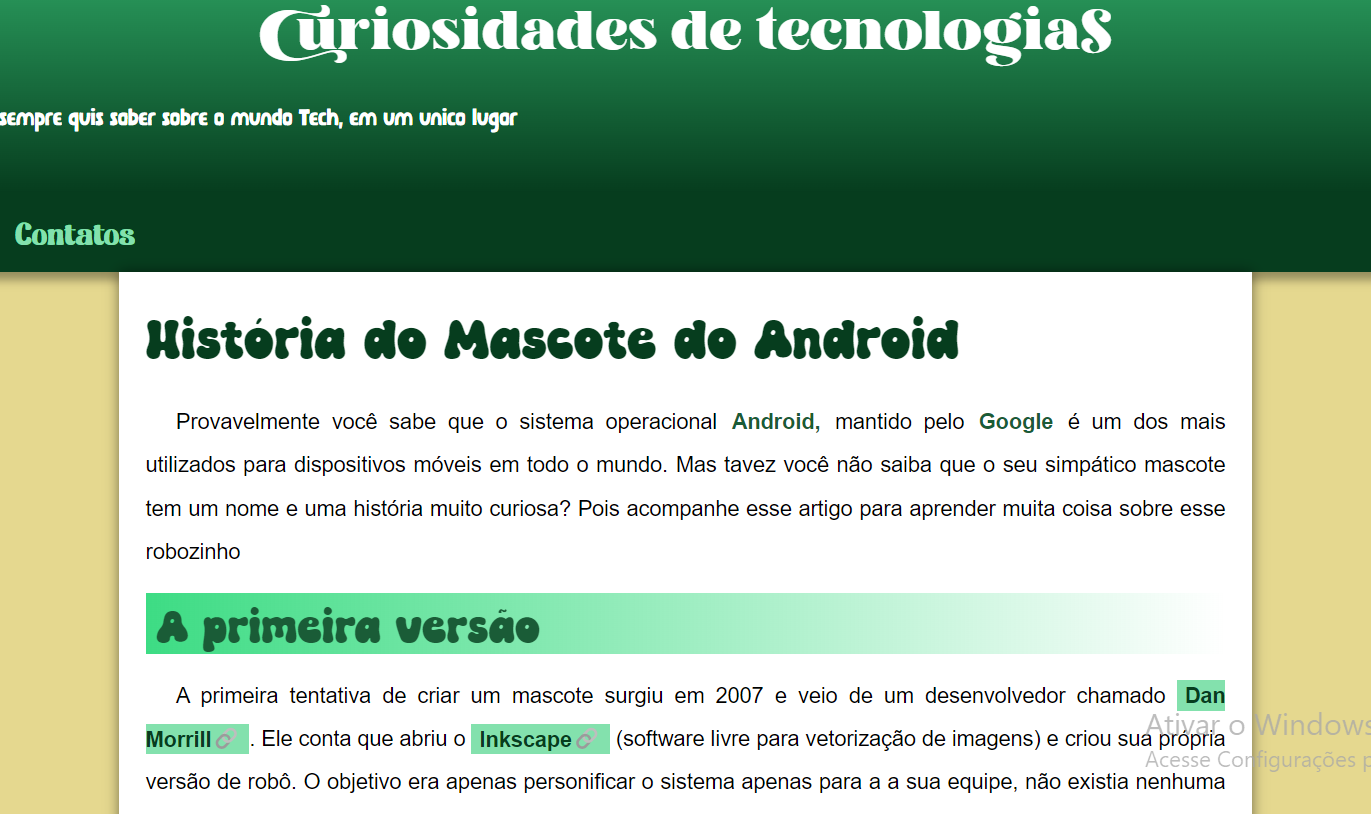 CuriosidadeS de tecnologiaS
sempre quis saber sobre o mundo Tech, em um unico lugar
Contatos
História do Mascote do Android
Provavelmente você sabe que o sistema operacional Android, mantido pelo Google é um dos mais
utilizados para dispositivos móveis em todo o mundo. Mas tavez você não saiba que o seu simpático mascote
tem um nome e uma história muito curiosa? Pois acompanhe esse artigo para aprender muita coisa sobre esse
robozinho
A primeira versão
A primeira tentativa de criar um mascote surgiu em 2007 e veio de um desenvolvedor chamado Dan
Morrill. Ele conta que abriu o Inkscape (software livre para vetorização de imagens) e criou sua própria
versão de robô. O objetivo era apenas personificar o sistema apenas para a a sua equipe, não existia nenhuma
Ativar o Windows
Acesse Configurações p